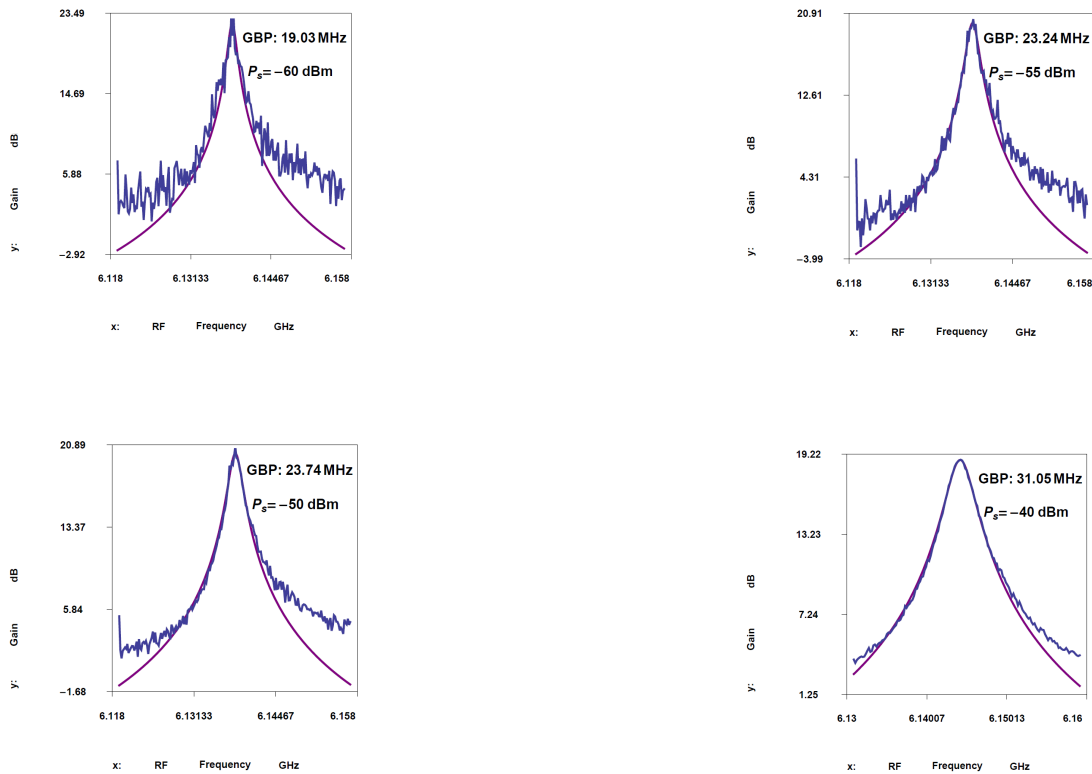 23.49
GBP: 19.03 MHz
Ps= −60 dBm
14.69
5.88
−2.92
y: Gain dB
6.118 6.13133 6.14467 6.158
x: RF Frequency GHz
20.91
GBP: 23.24 MHz
Ps= −55 dBm
12.61
4.31
−3.99
y: Gain dB
6.118 6.13133 6.14467 6.158
x: RF Frequency GHz
20.89
GBP: 23.74 MHz
Ps= −50 dBm
13.37
5.84
−1.68
y: Gain dB
6.118 6.13133 6.14467 6.158
x: RF Frequency GHz
19.22
GBP: 31.05 MHz
Ps= −40 dBm
13.23
7.24
1.25
y: Gain dB
6.13 6.14007 6.15013 6.16
x: RF Frequency GHz